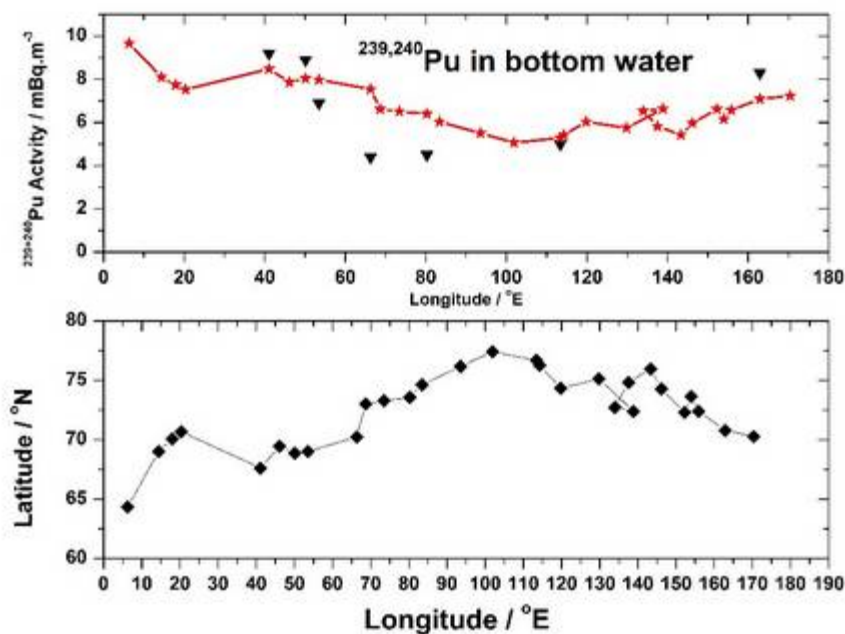 239,240Pu in bottom water
239+240Pu Actvity / mBq.m-3
10
8
6
4
2
0
0 20 40 60 80 100 120 140 160 180
Longitude / °E
Latitude / °N
80
75
70
65
60
0 10 20 30 40 50 60 70 80 90 100 110 120 130 140 150 160 170 180 190
Longitude / °E